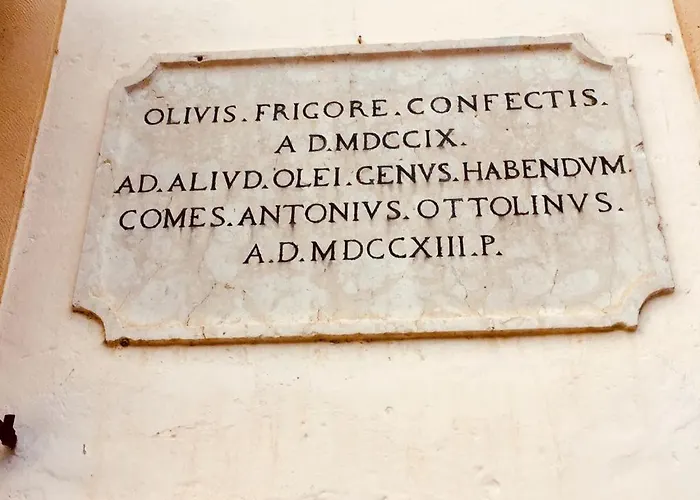 OLIVIS. FRIGORE. CONFECTIS.
A D. MDCCIX.
AD. ALIVD. OLEI. GENVS. HABENDVM.
COMES. ANTONIVS. OTTOLINVS.
A. D. MDCCXIII. P.